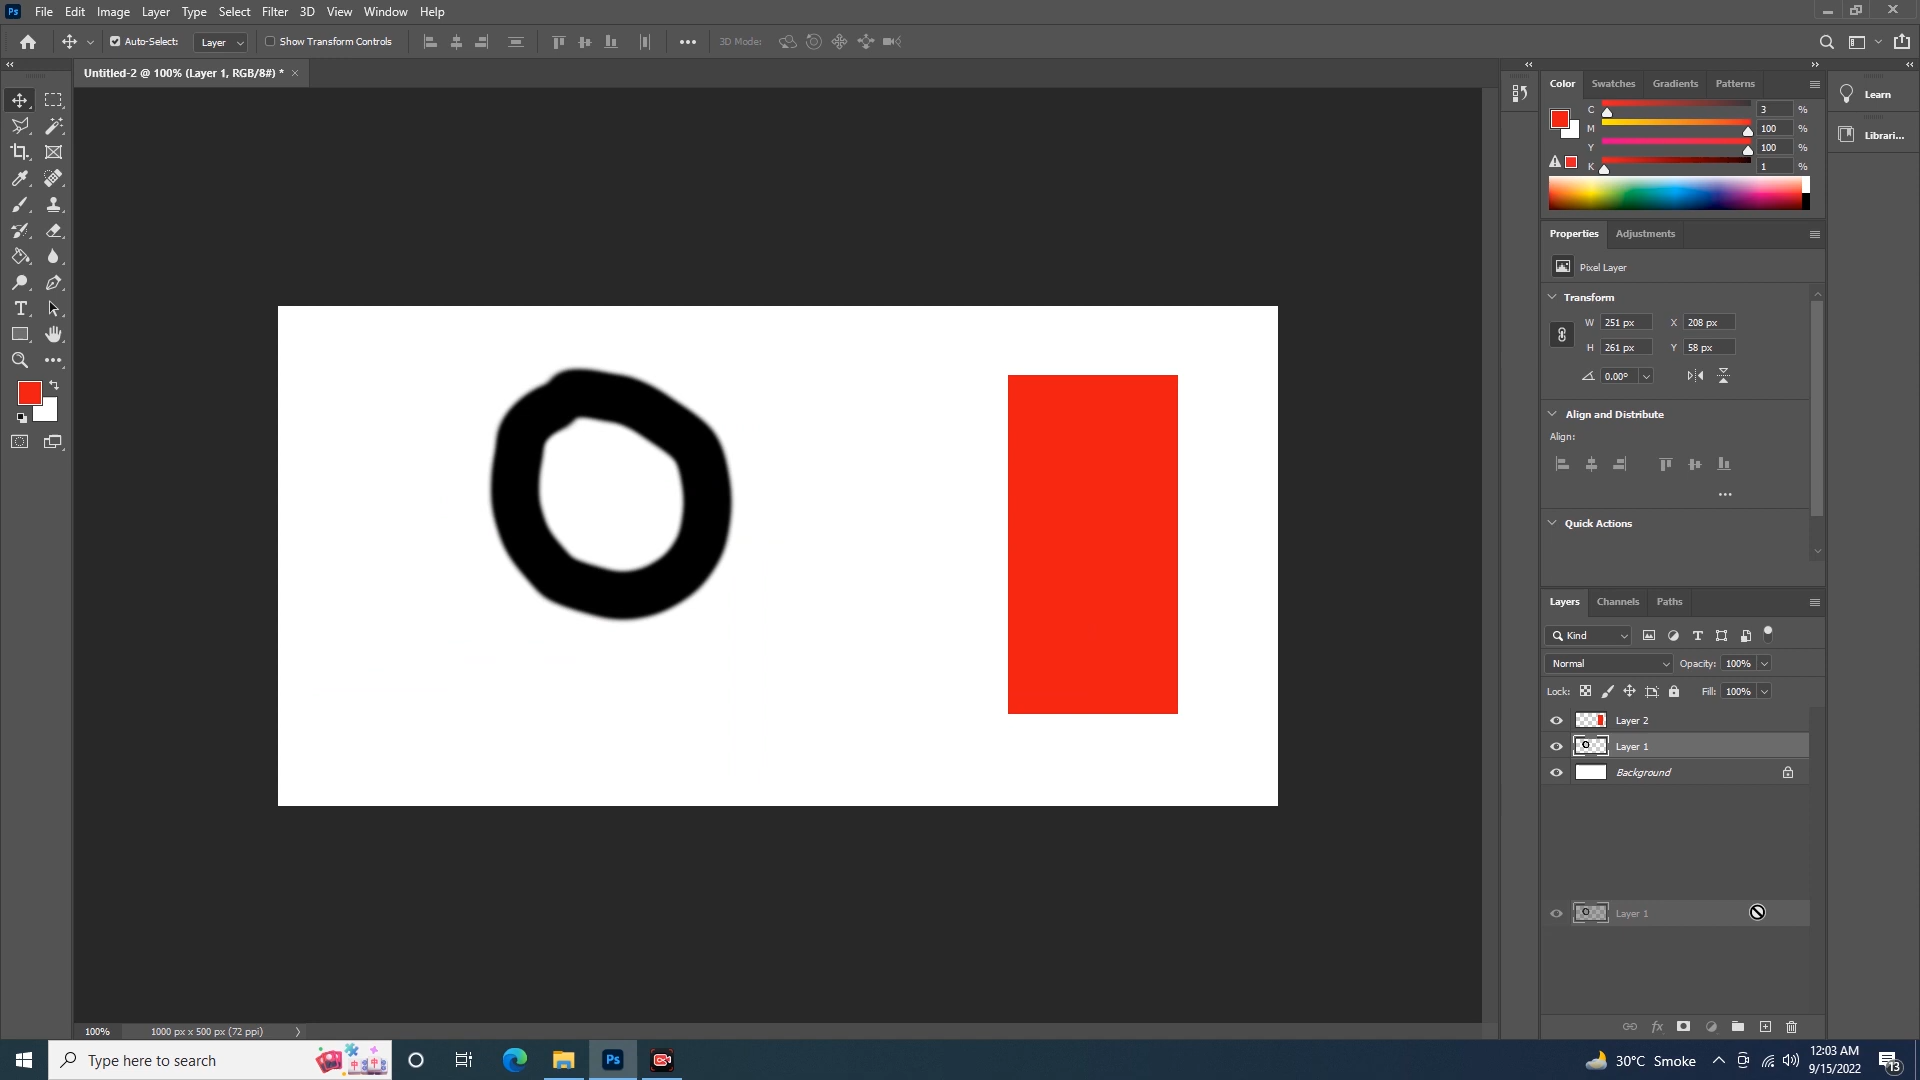 Ps File Edit Image Layer Type Select Filter 3D View Window Help
Auto-Select: Layer Show Transform Controls 3D Mode:
Untitled-2 @ 100% (Layer 1, RGB/8#) *
Color Swatches Gradients Patterns
C 3 %
M 100 %
Y 100 %
K 1 %
Learn
Librari...
Properties Adjustments
Pixel Layer
Transform
W 251 px X 208 px
H 261 px Y 58 px
0.00°
Align and Distribute
Align:
Quick Actions
Layers Channels Paths
Kind
Normal Opacity: 100%
Lock: Fill: 100%
Layer 2
Layer 1
Background
Layer 1
100% 1000 px x 500 px (72 ppi)
Type here to search
Ps
30°C Smoke
12:03 AM
9/15/2022
13